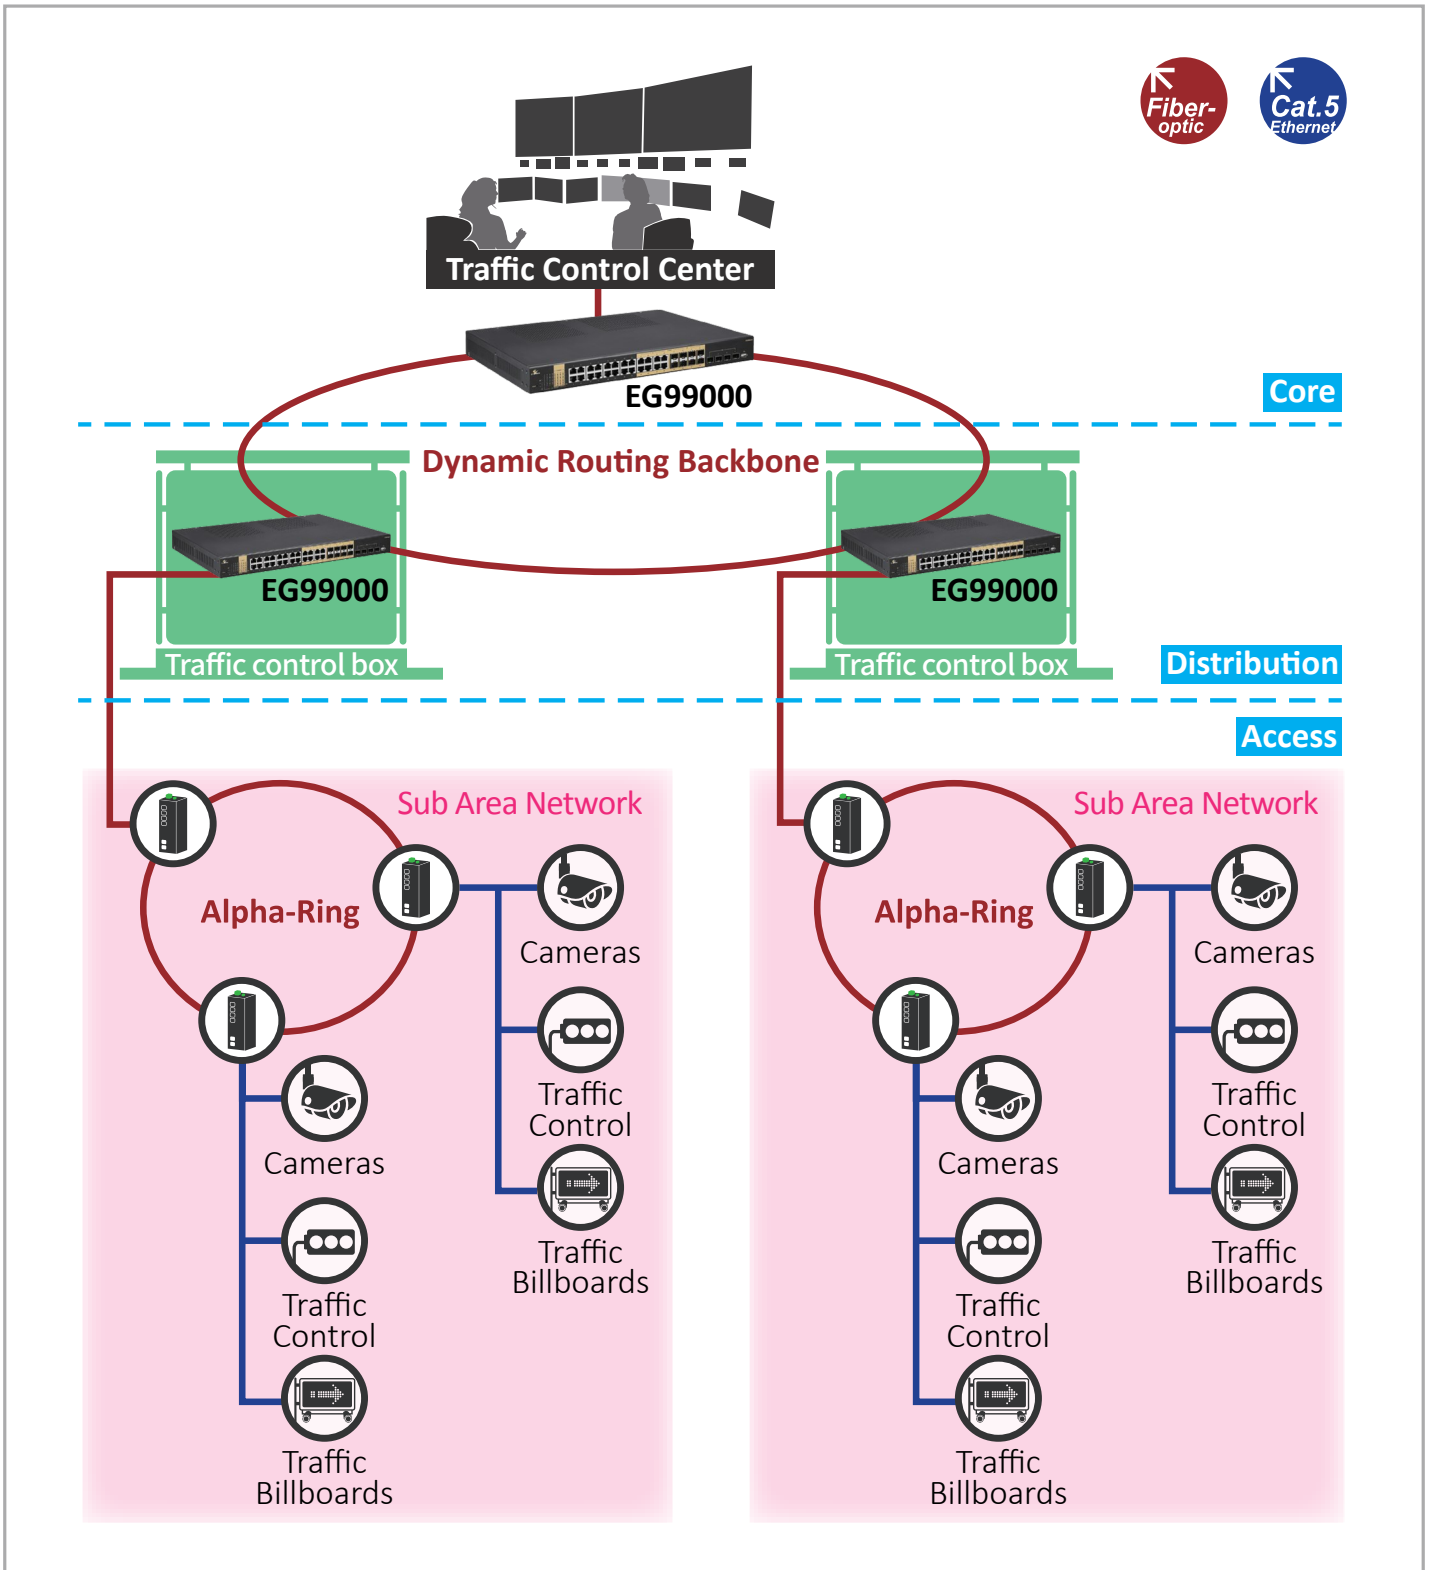 Fiber-
optic
Cat.5
Ethernet
Traffic Control Center
EG99000
Core
Dynamic Routing Backbone
EG99000
EG99000
Traffic control box
Traffic control box
Distribution
Access
Sub Area Network
Alpha-Ring
Cameras
Traffic
Control
Traffic
Billboards
Cameras
Traffic
Control
Traffic
Billboards
Sub Area Network
Alpha-Ring
Cameras
Traffic
Control
Traffic
Billboards
Cameras
Traffic
Control
Traffic
Billboards